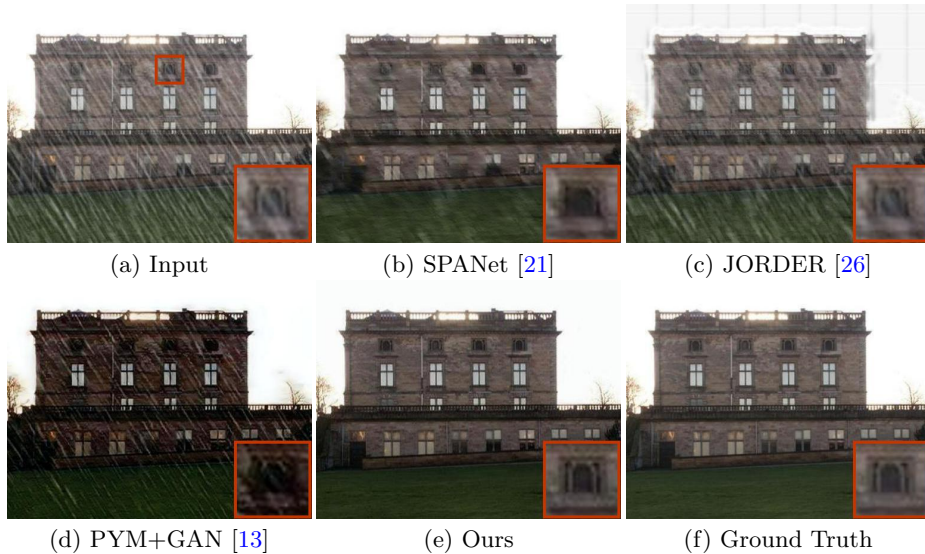 (a) Input
(b) SPANet [21]
(c) JORDER [26]
(d) PYM+GAN [13]
(e) Ours
(f) Ground Truth